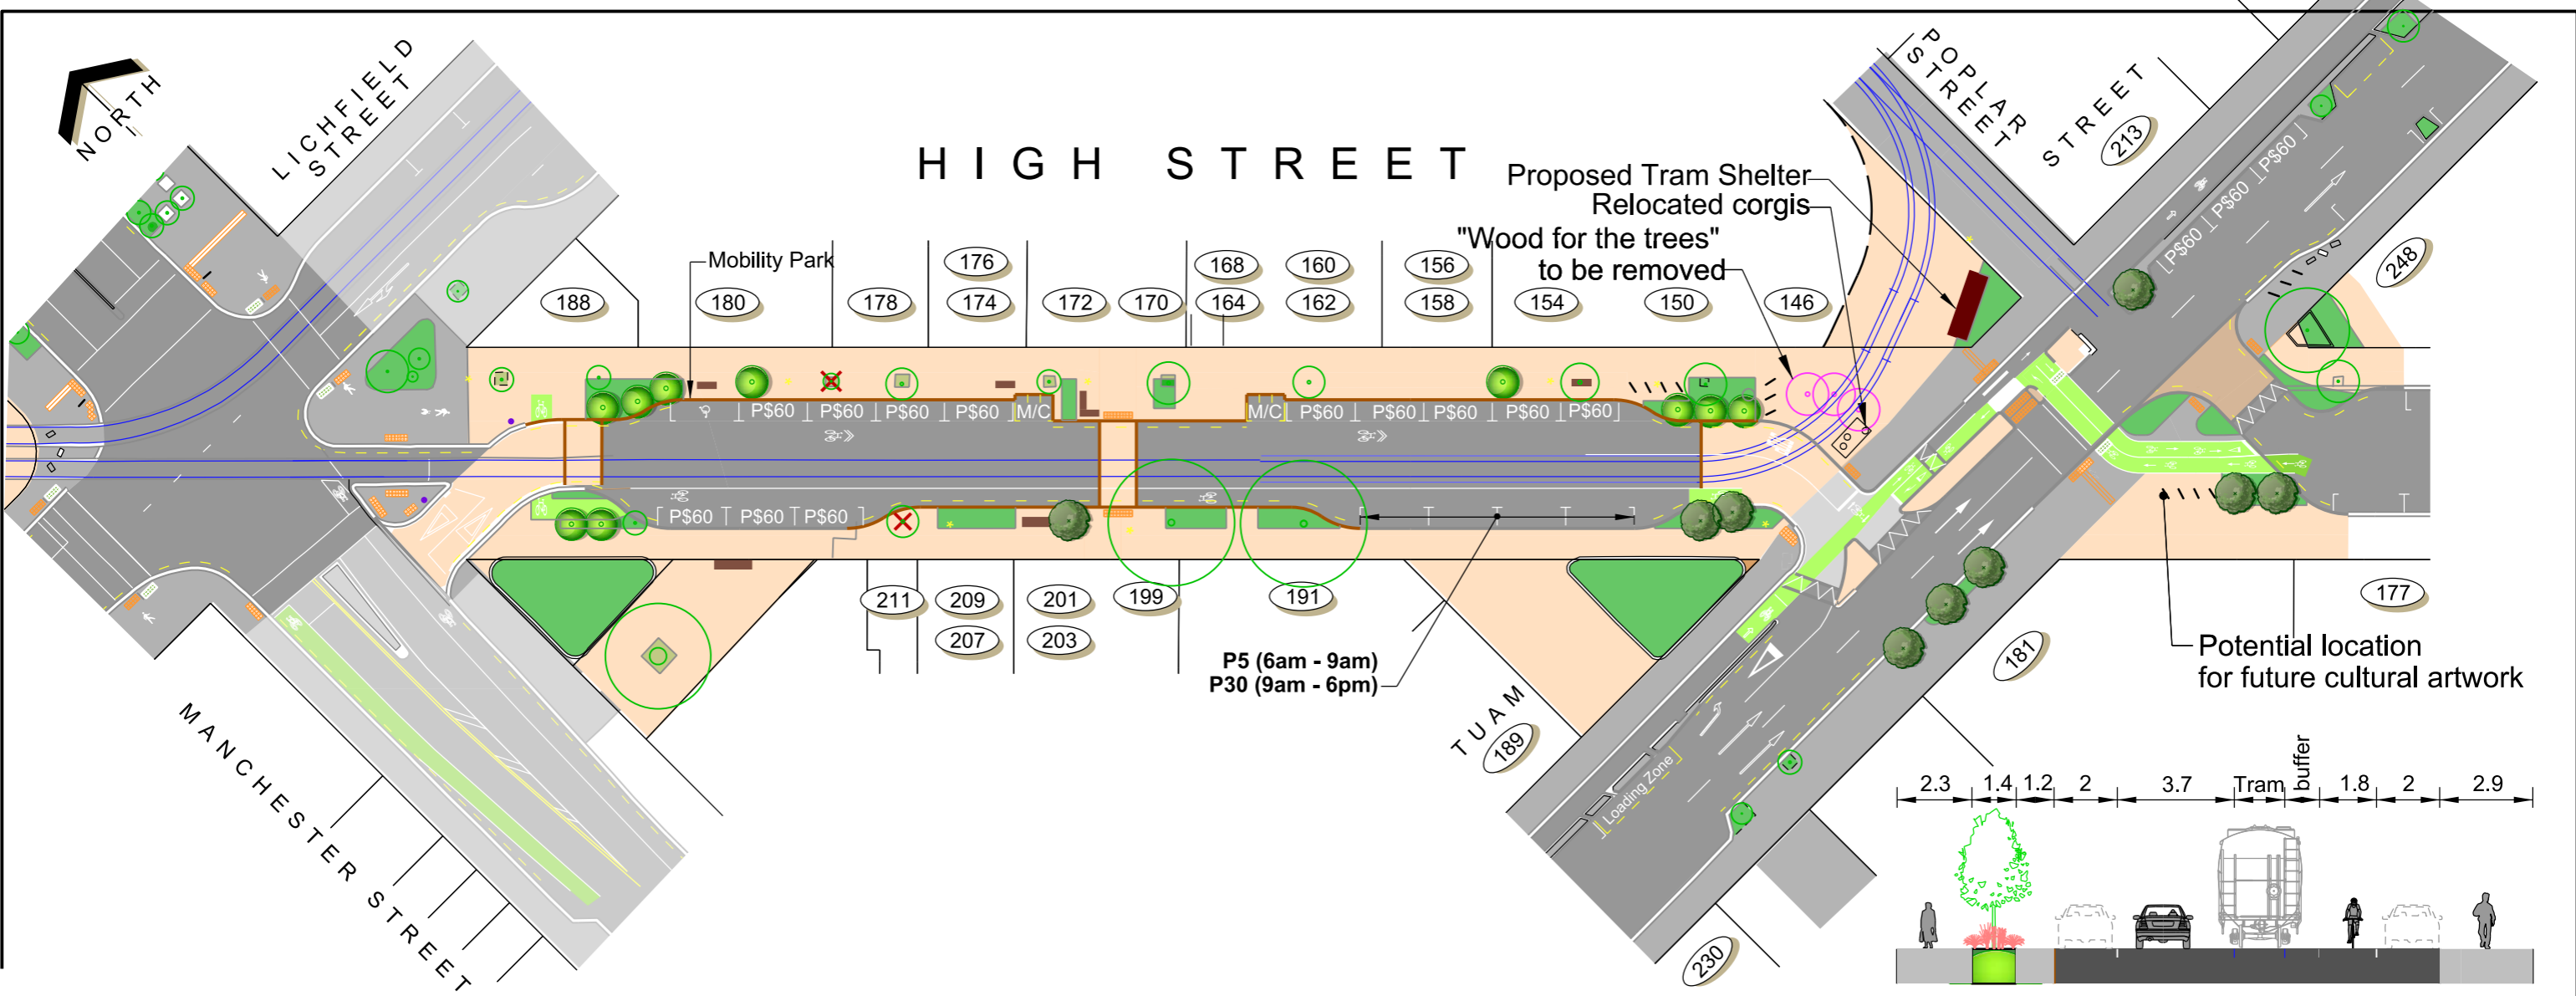 NORTH
LICHFIELD
STREET
HIGH STREET
POPLAR
STREET
STREET
213
248
Proposed Tram Shelter
Relocated corgis
"Wood for the trees"
to be removed
Mobility Park
188
180
178
176
174
172
170
168
164
160
162
156
158
154
150
146
P$60
P$60
P$60
P$60
M/C
M/C
P$60
P$60
P$60
P$60
P$60
P$60
P$60
P$60
P$60
P$60
P$60
211
209
207
201
203
199
191
P5 (6am - 9am)
P30 (9am - 6pm)
TUAM
189
Loading Zone
181
177
230
Potential location
for future cultural artwork
MANCHESTER STREET
2.3
1.4
1.2
2
3.7
Tram
buffer
1.8
2
2.9